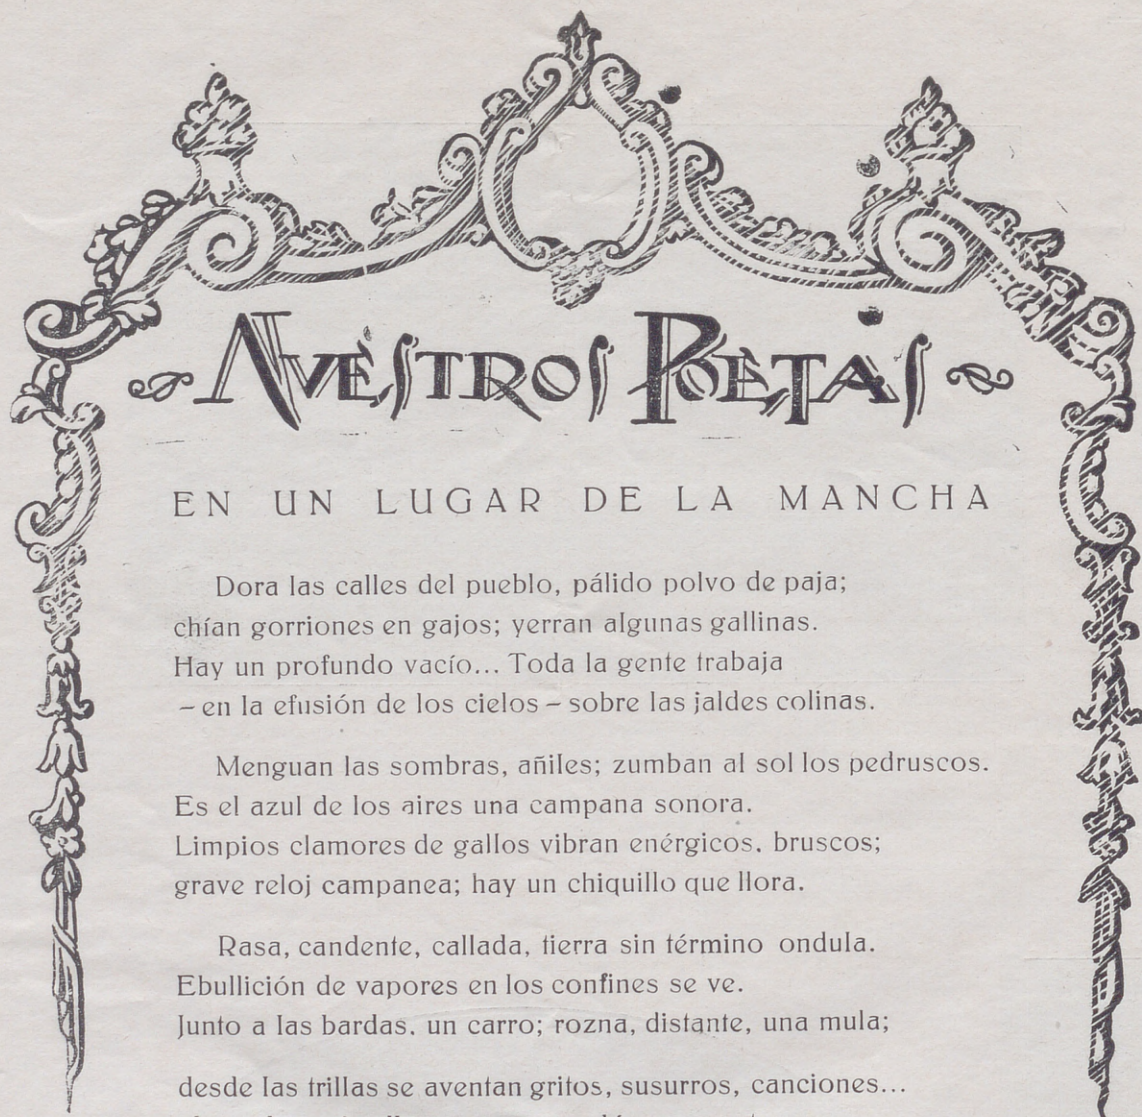 NVESTROS POETAS
EN UN LUGAR DE LA MANCHA
Dora las calles del pueblo, pálido polvo de paja;
chían gorriones en gajos; yerran algunas gallinas.
Hay un profundo vacío... Toda la gente trabaja
– en la efusión de los cielos – sobre las jaldes colinas.
Menguan las sombras, añiles; zumban al sol los pedruscos.
Es el azul de los aires una campana sonora.
Limpios clamores de gallos vibran enérgicos. bruscos;
grave reloj campanea; hay un chiquillo que llora.
Rasa, candente, callada, tierra sin término ondula.
Ebullición de vapores en los confines se ve.
Junto a las bardas. un carro; rozna, distante, una mula;
desde las trillas se aventan gritos, susurros, canciones...